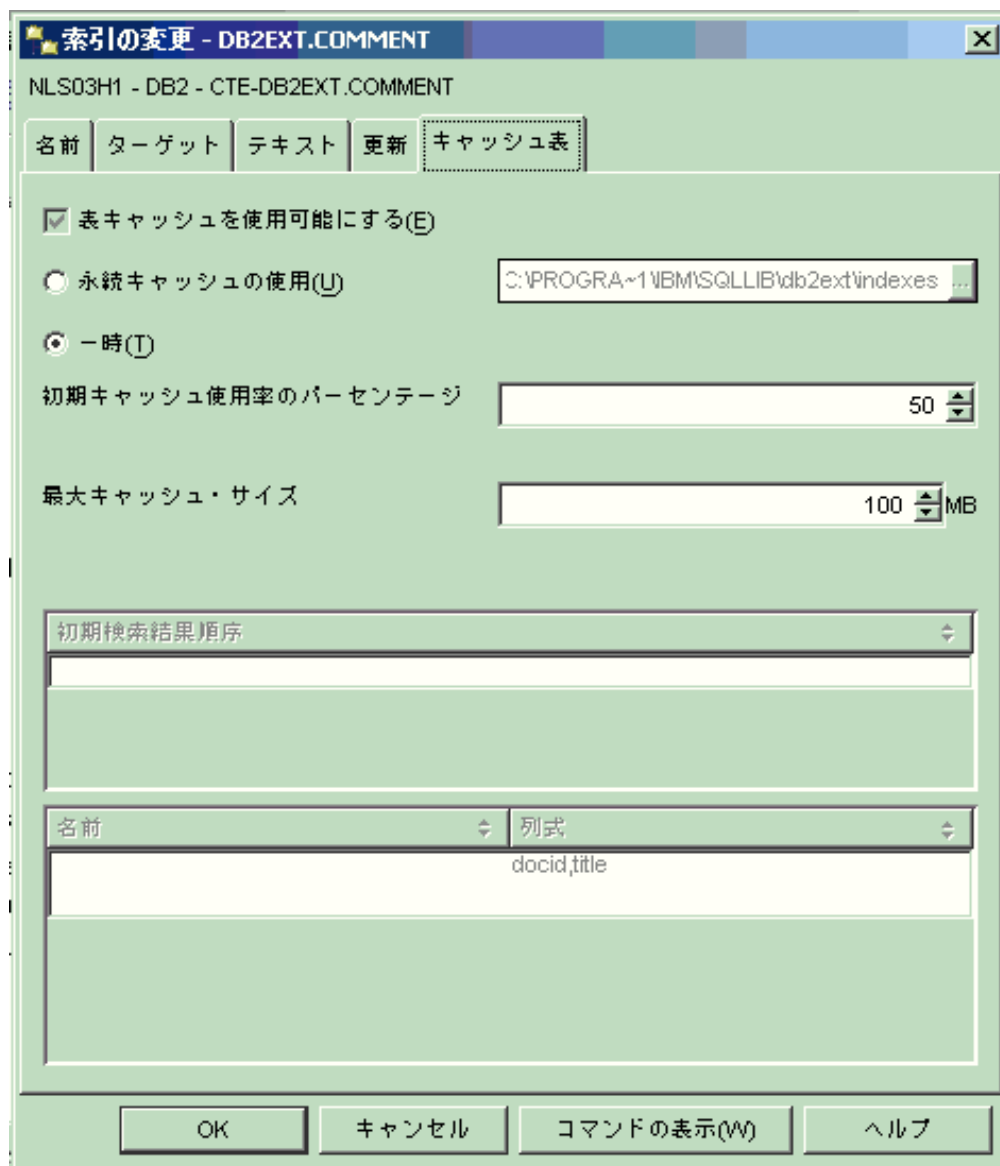 索引の変更 - DB2EXT.COMMENT
NLS03H1 - DB2 - CTE-DB2EXT.COMMENT
名前 ターゲット テキスト 更新 キャッシュ表
表キャッシュを使用可能にする(E)
永続キャッシュの使用(U) C:\PROGRA~1\IBM\SQLLIB\db2ext\indexes ...
一時(T)
初期キャッシュ使用率のパーセンテージ 50
最大キャッシュ・サイズ 100 MB
初期検索結果順序
名前 列式
docid,title
OK キャンセル コマンドの表示(W) ヘルプ